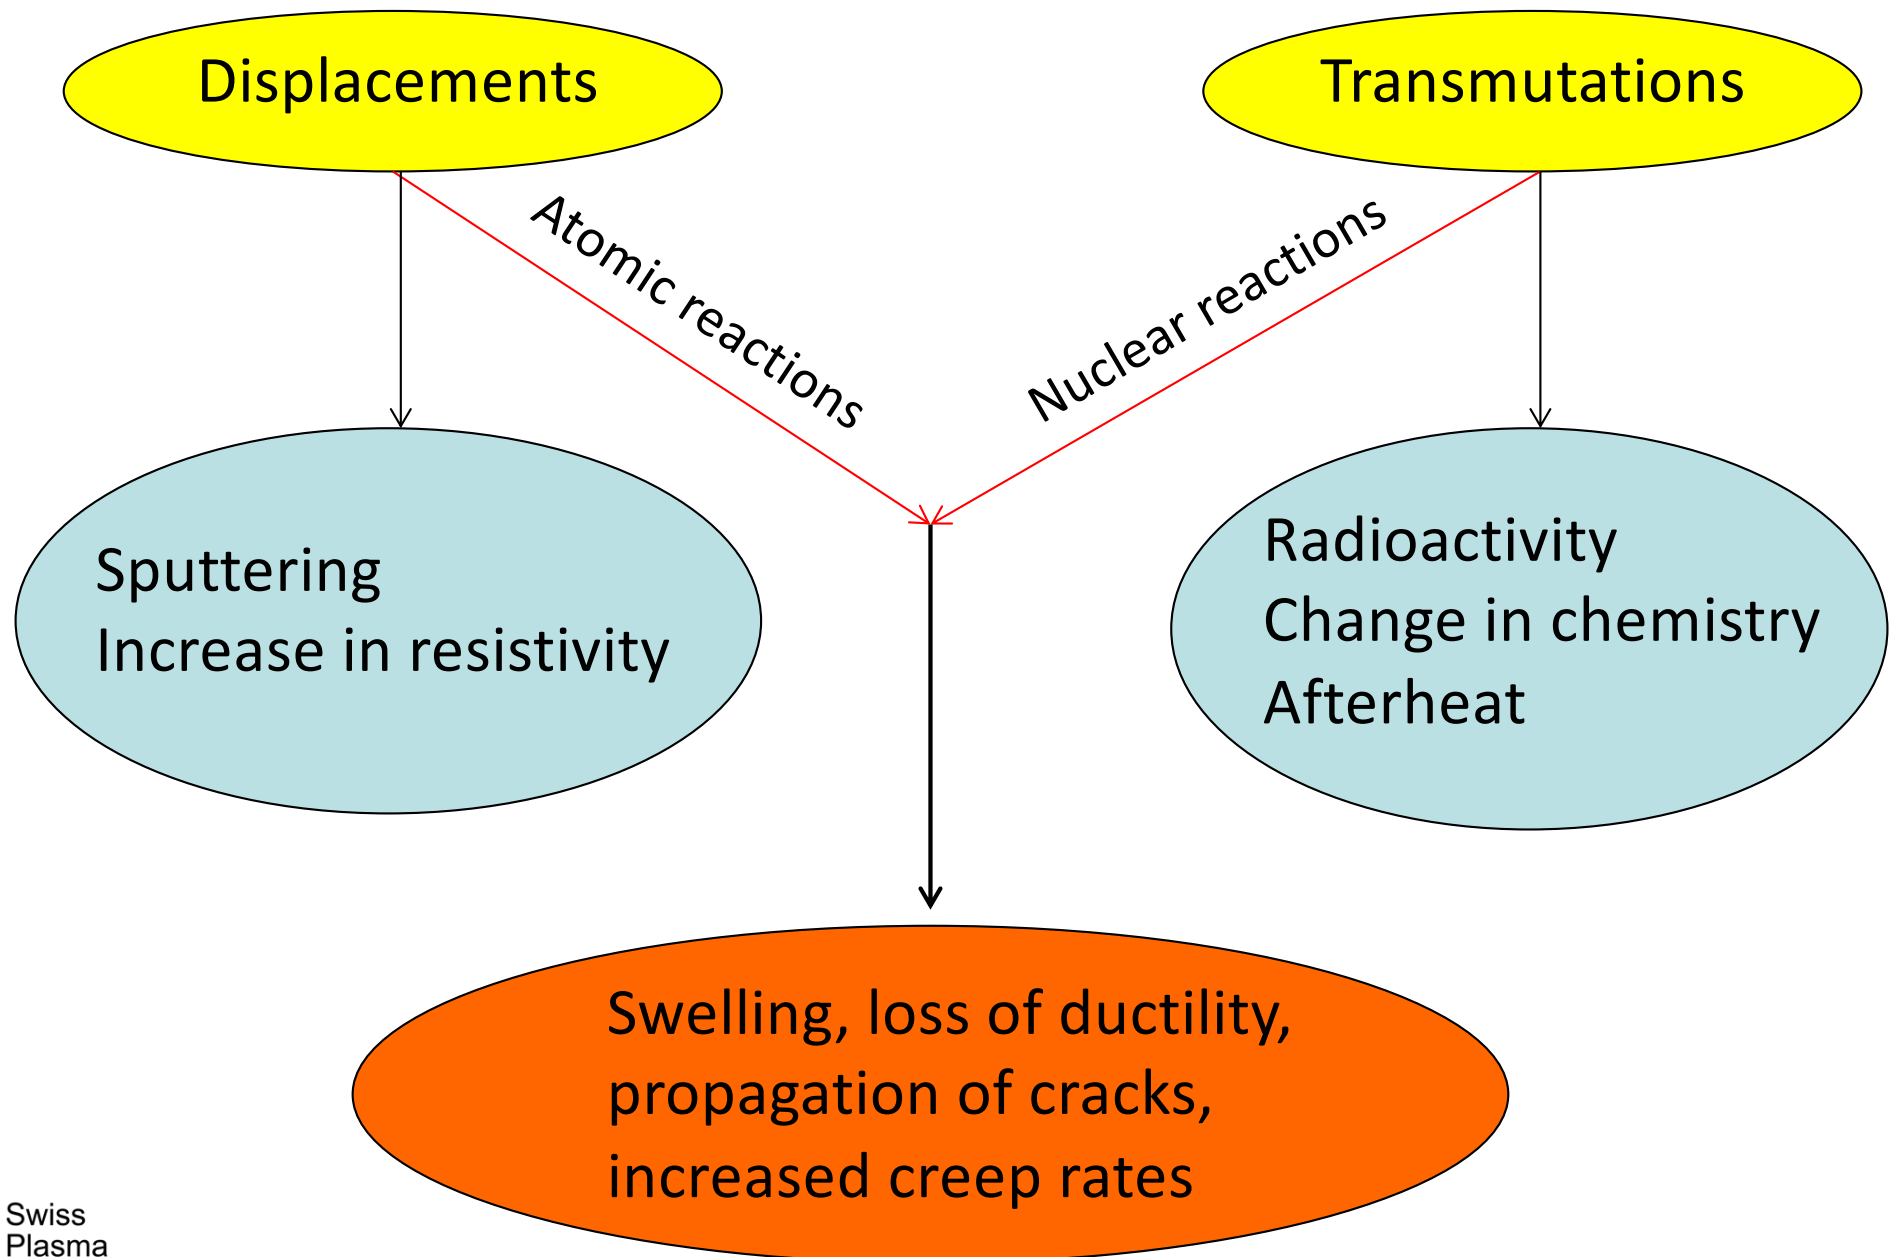 Displacements
Transmutations
Atomic reactions
Nuclear reactions
Sputtering
Increase in resistivity
Radioactivity
Change in chemistry
Afterheat
Swelling, loss of ductility,
propagation of cracks,
increased creep rates
Swiss
Plasma